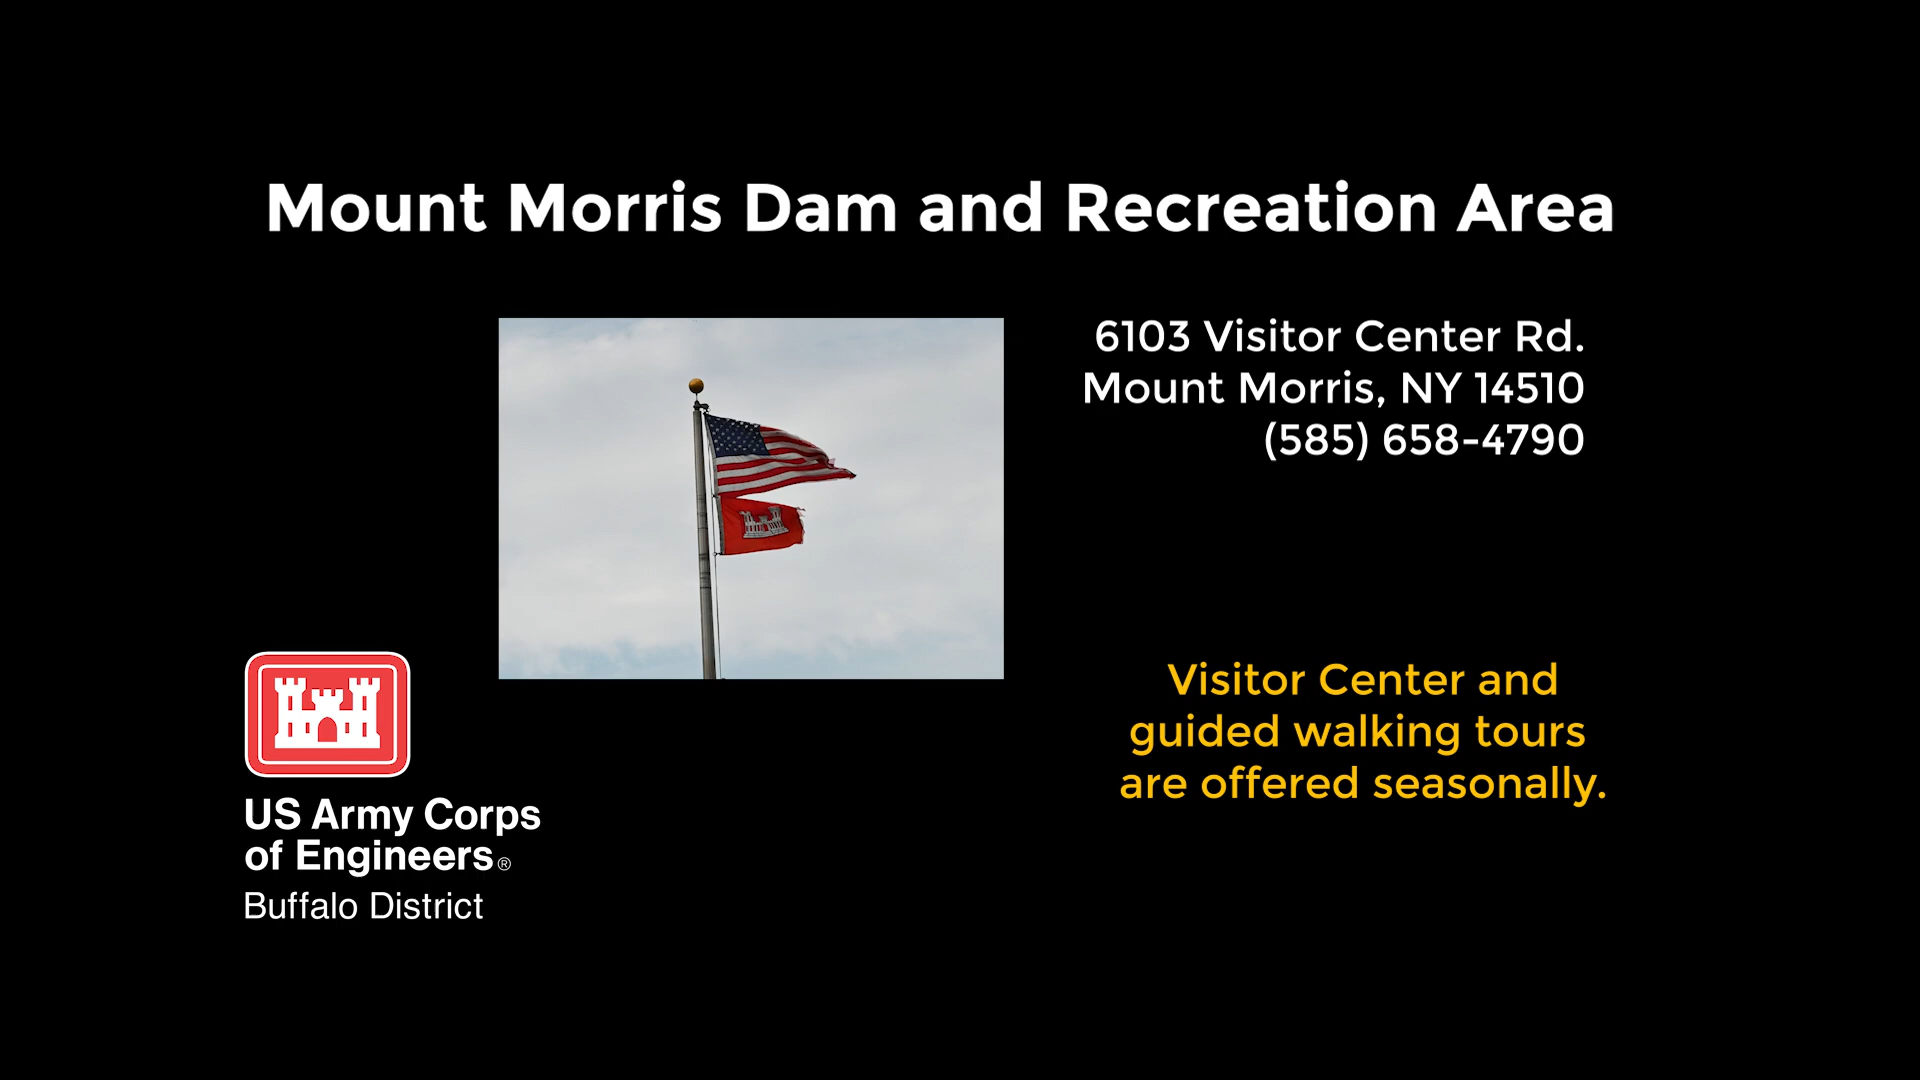 Mount Morris Dam and Recreation Area
6103 Visitor Center Rd.
Mount Morris, NY 14510
(585) 658-4790
Visitor Center and
guided walking tours
are offered seasonally.
US Army Corps
of Engineers®
Buffalo District